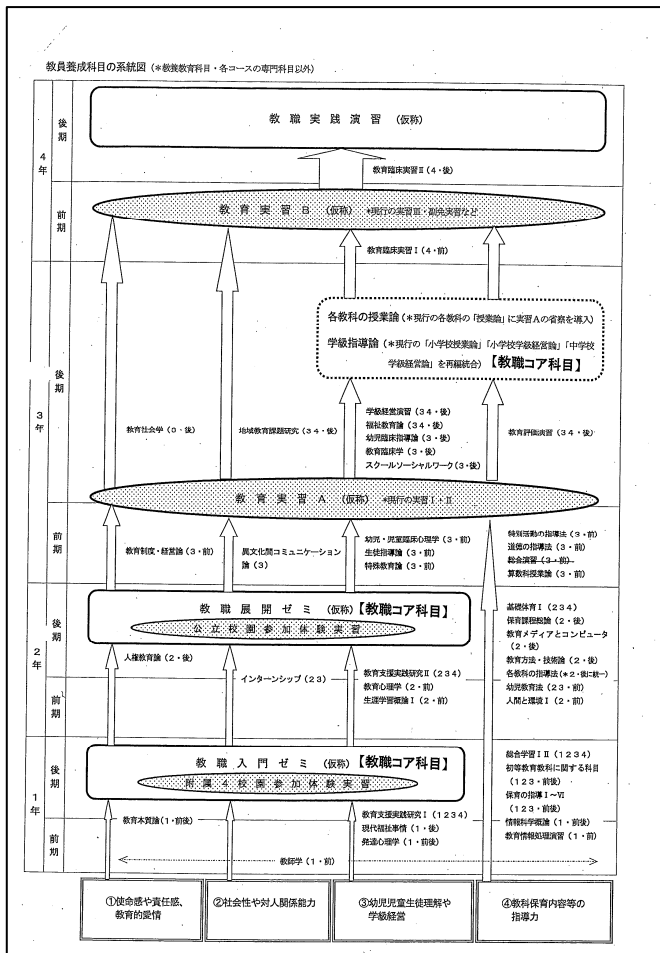 教員養成科目の系統図（＊教養教育科目・各コースの専門科目以外）
4年
後期
教職実践演習（仮称）
教育臨床実習Ⅱ（4・後）
前期
教育実習B（仮称）＊現行の実習Ⅲ・副免実習など
教育臨床実習Ⅰ（4・前）
3年
後期
各教科の授業論（＊現行の各教科の「授業論」に実習Aの省察を導入）
学級指導論（＊現行の「小学校授業論」「小学校学級経営論」「中学校
学級経営論」を再編統合）【教職コア科目】
教育社会学（3・後）
地域教育課題研究（34・後）
学級経営演習（34・後）
福祉教育論（34・後）
幼児臨床指導論（3・後）
教育臨床学（3・後）
スクールソーシャルワーク（3・後）
教育評価演習（34・後）
教育実習A（仮称）＊現行の実習Ⅰ・Ⅱ
前期
教育制度・経営論（3・前）
異文化間コミュニケーション
論（3）
幼児・児童臨床心理学（3・前）
生徒指導論（3・前）
特殊教育論（3・前）
特別活動の指導法（3・前）
道徳の指導法（3・前）
総合演習（3・前）
算数科授業論（3・前）
2年
後期
教職展開ゼミ（仮称）【教職コア科目】
公立校園参加体験実習
人権教育論（2・後）
インターンシップ（23）
前期
教育支援実践研究Ⅱ（234）
教育心理学（2・前）
生涯学習概論Ⅰ（2・前）
基礎体育Ⅰ（234）
保育課程総論（2・後）
教育メディアとコンピュータ
（2・後）
教育方法・技術論（2・後）
各教科の指導法（＊2・後に統一）
幼児教育法（23・前）
人間と環境Ⅰ（2・前）
1年
後期
教職入門ゼミ（仮称）【教職コア科目】
附属4校園参加体験実習
教育本質論（1・前後）
教育支援実践研究Ⅰ（1234）
現代福祉事情（1・後）
発達心理学（1・前後）
総合学習ⅠⅡ（1234）
初等教育教科に関する科目
（123・前後）
保育の指導Ⅰ～Ⅵ
（123・前後）
情報科学概論（1・前後）
教育情報処理演習（1・前）
前期
教師学（1・前）
①使命感や責任感、
教育的愛情
②社会性や対人関係能力
③幼児児童生徒理解や
学級経営
④教科保育内容等の
指導力